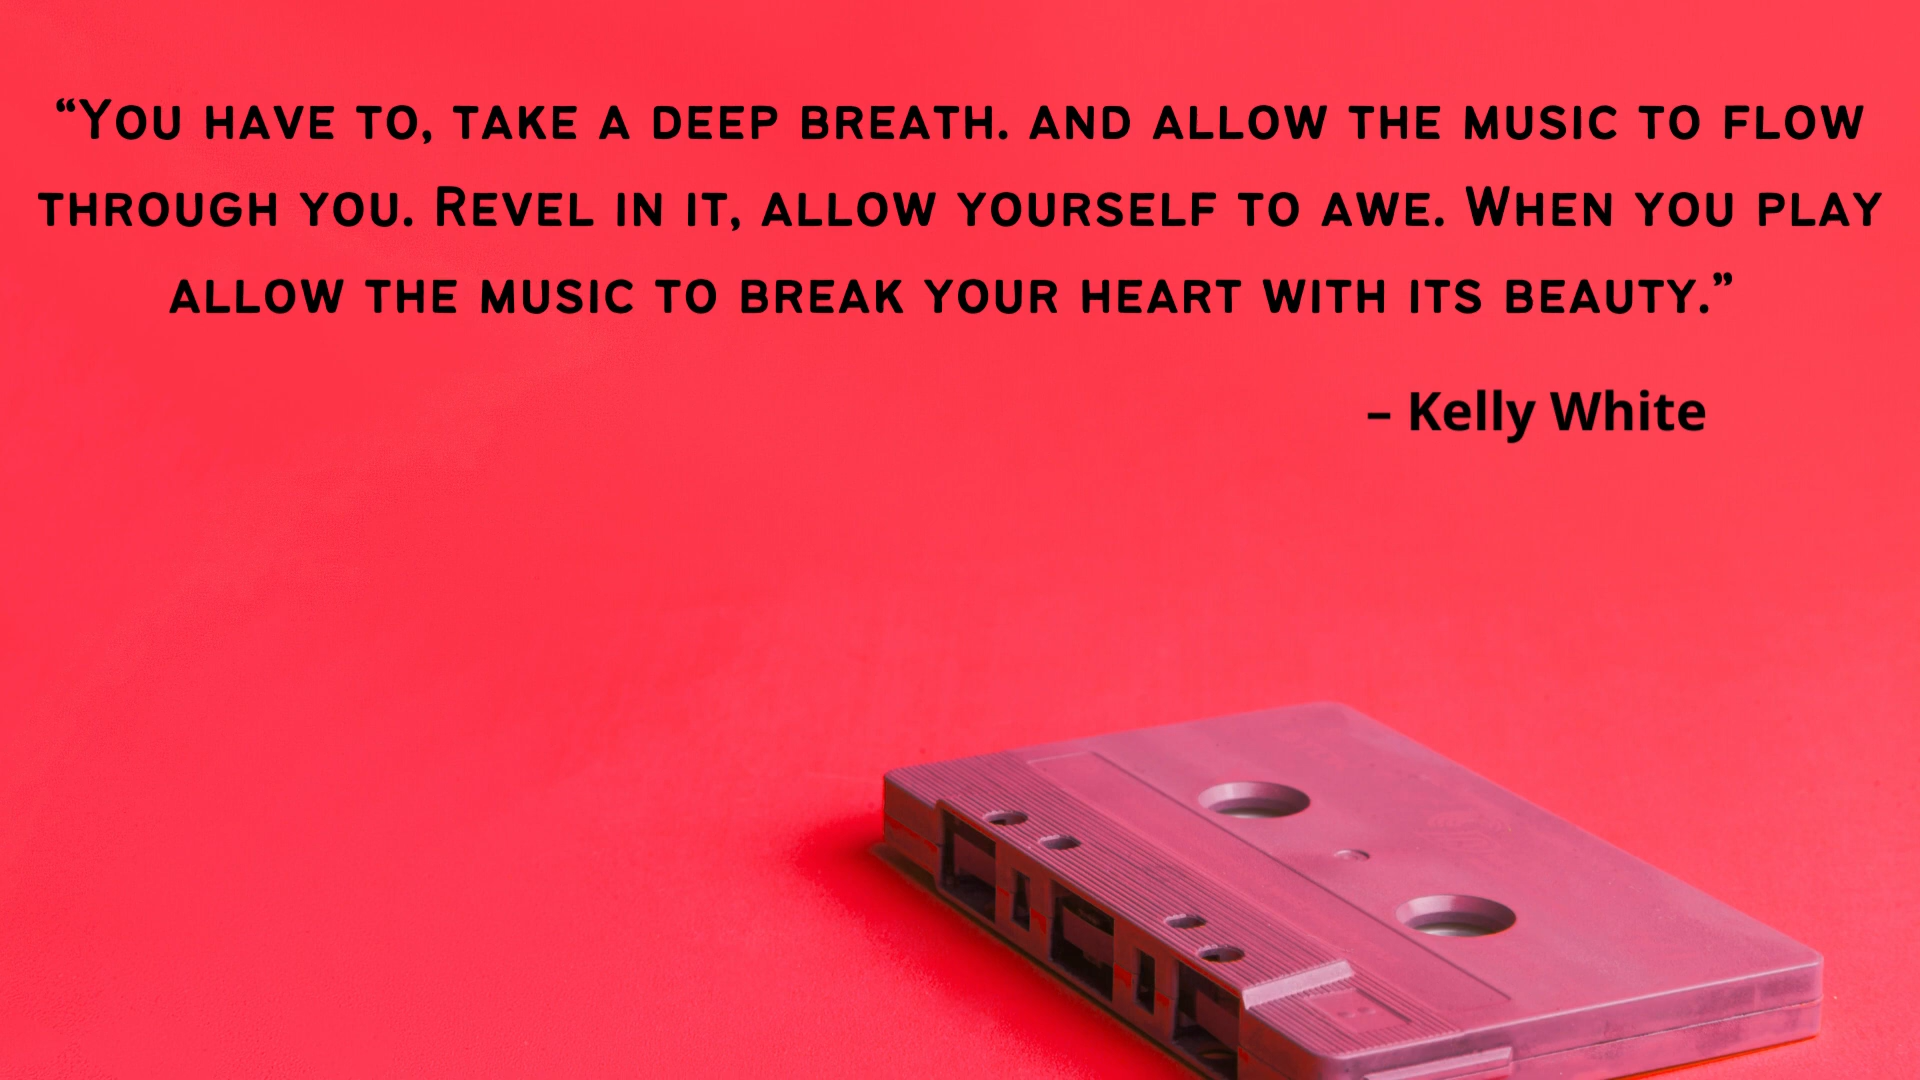 “You have to, take a deep breath. and allow the music to flow
through you. Revel in it, allow yourself to awe. When you play
allow the music to break your heart with its beauty.”
– Kelly White